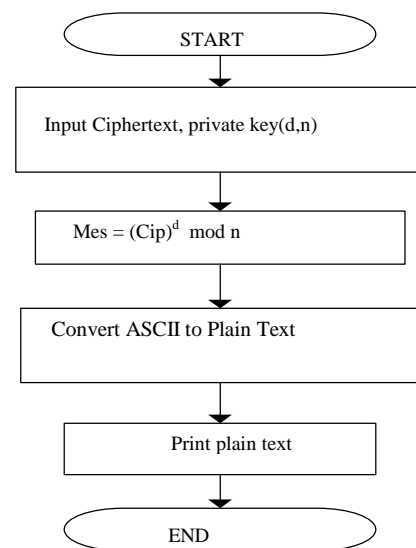 START
Input Ciphertext, private key(d,n)
Mes = (Cip)^d mod n
Convert ASCII to Plain Text
Print plain text
END